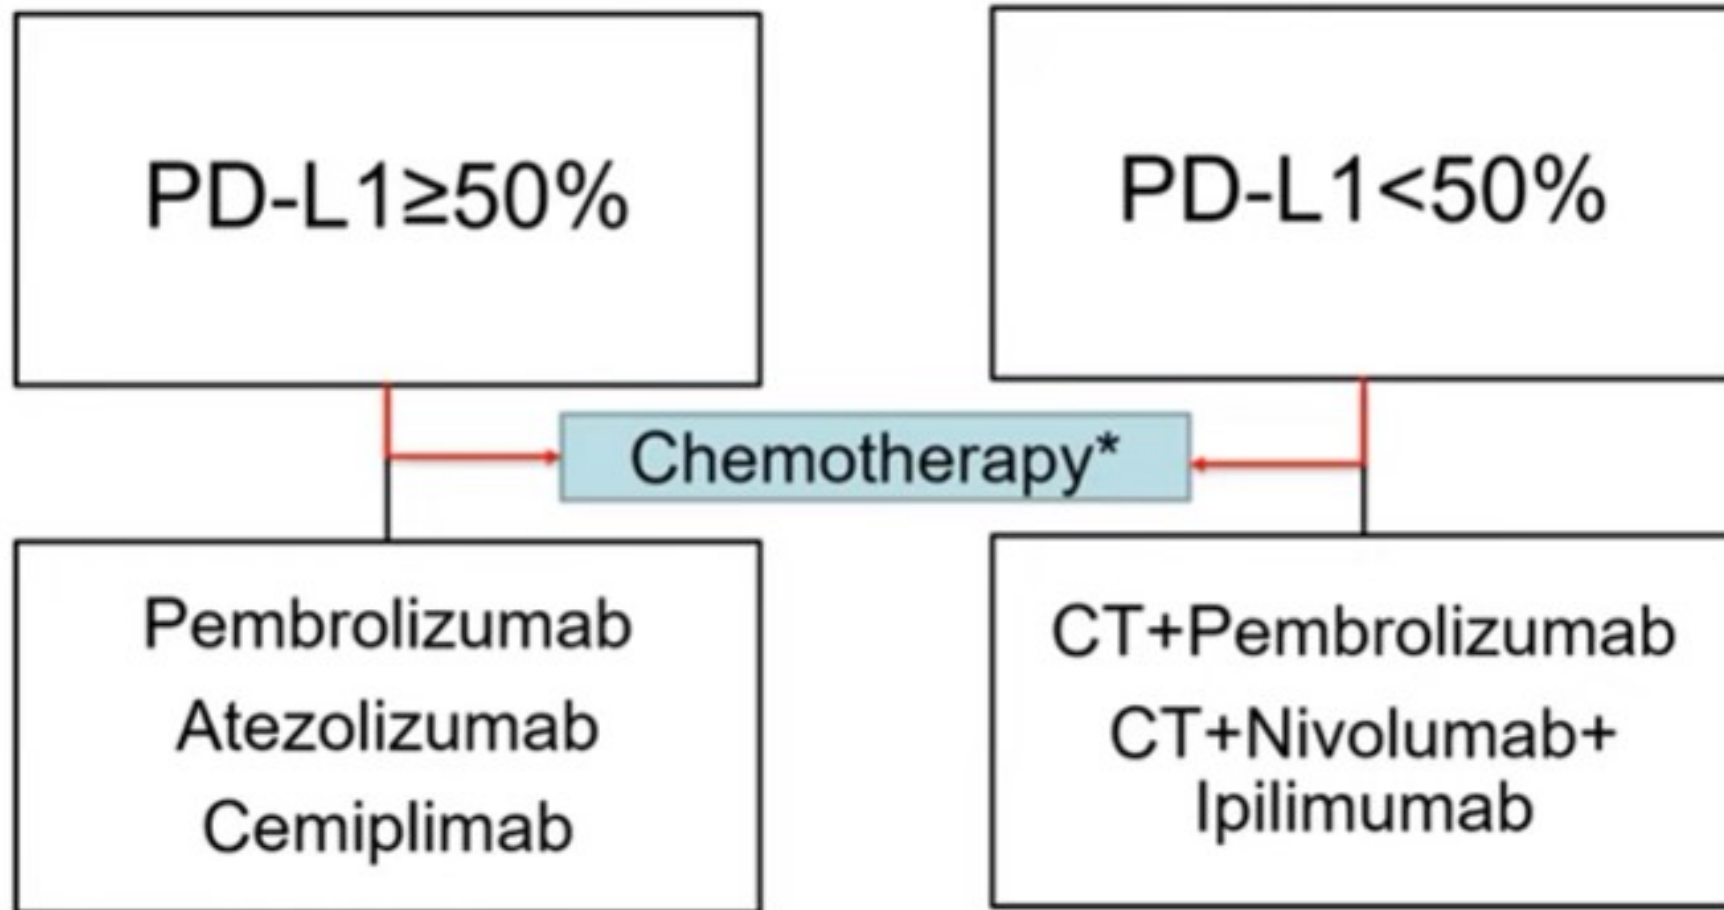 PD-L1≥50%
PD-L1<50%
Chemotherapy*
Pembrolizumab
Atezolizumab
Cemiplimab
CT+Pembrolizumab
CT+Nivolumab+
Ipilimumab